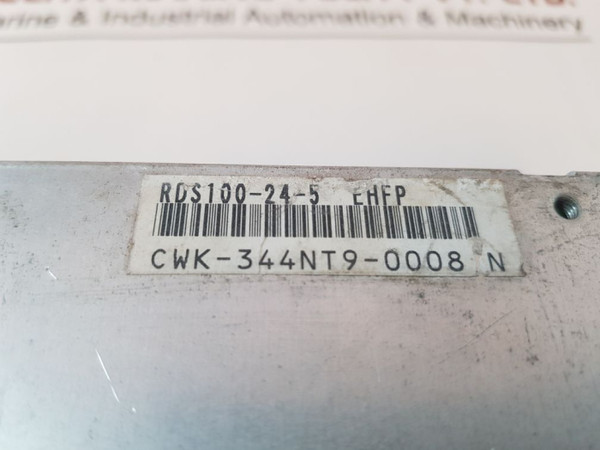 arine & Industrial Automation & Machinery
RDS100-24-5 EHFP
CWK-344NT9-0008 N